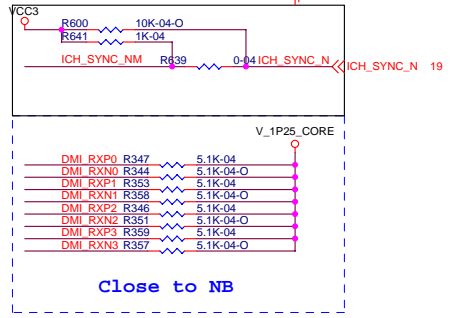 VCC3
R600 10K-04-O
R641 1K-04
ICH_SYNC_NM R639 0-04 ICH_SYNC_N ICH_SYNC_N 19
V_1P25_CORE
DMI_RXP0 R347 5.1K-04
DMI_RXN0 R344 5.1K-04-O
DMI_RXP1 R353 5.1K-04
DMI_RXN1 R358 5.1K-04-O
DMI_RXP2 R346 5.1K-04
DMI_RXN2 R351 5.1K-04-O
DMI_RXP3 R359 5.1K-04
DMI_RXN3 R357 5.1K-04-O
Close to NB